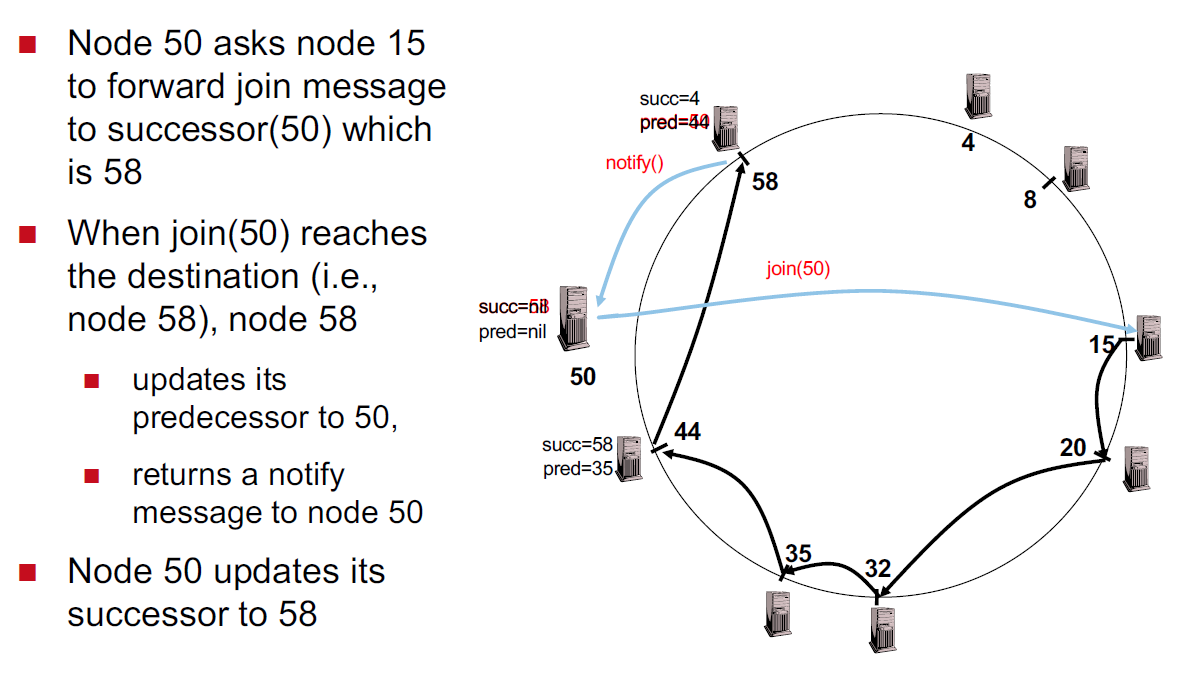 Node 50 asks node 15
to forward join message
to successor(50) which
is 58
When join(50) reaches
the destination (i.e.,
node 58), node 58
updates its
predecessor to 50,
returns a notify
message to node 50
Node 50 updates its
successor to 58
succ=4
pred=44
notify()
58
4
8
join(50)
succ=
pred=nil
50
15
44
succ=58
pred=35
20
35
32